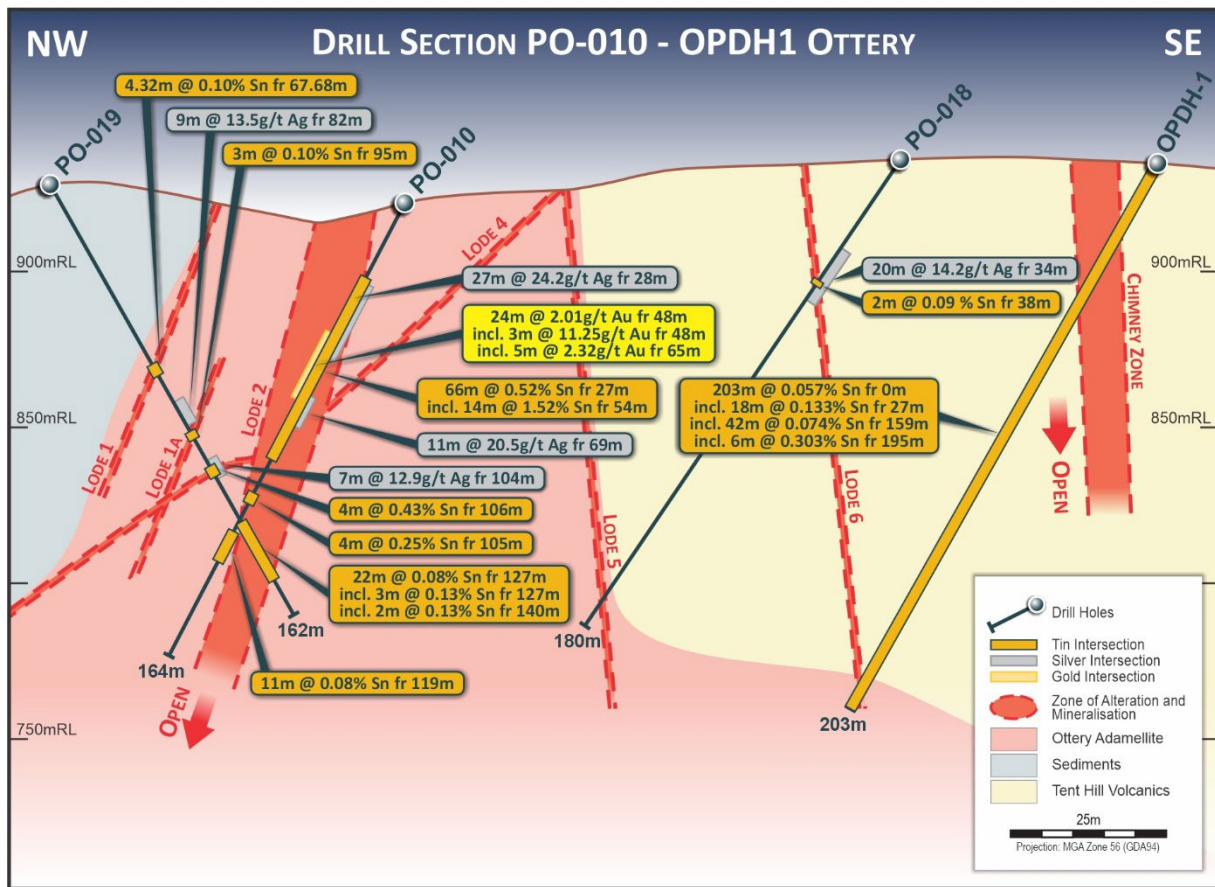 NW
DRILL SECTION PO-010 - OPDH1 OTTERY
SE
4.32m @ 0.10% Sn fr 67.68m
9m @ 13.5g/t Ag fr 82m
3m @ 0.10% Sn fr 95m
PO-019
PO-010
PO-018
OPDH-1
900mRL
900mRL
850mRL
850mRL
750mRL
750mRL
LODE 1
LODE 1A
LODE 2
LODE 4
LODE 5
LODE 6
CHIMNEY ZONE
OPEN
OPEN
27m @ 24.2g/t Ag fr 28m
24m @ 2.01g/t Au fr 48m
incl. 3m @ 11.25g/t Au fr 48m
incl. 5m @ 2.32g/t Au fr 65m
66m @ 0.52% Sn fr 27m
incl. 14m @ 1.52% Sn fr 54m
11m @ 20.5g/t Ag fr 69m
7m @ 12.9g/t Ag fr 104m
4m @ 0.43% Sn fr 106m
4m @ 0.25% Sn fr 105m
22m @ 0.08% Sn fr 127m
incl. 3m @ 0.13% Sn fr 127m
incl. 2m @ 0.13% Sn fr 140m
11m @ 0.08% Sn fr 119m
20m @ 14.2g/t Ag fr 34m
2m @ 0.09 % Sn fr 38m
203m @ 0.057% Sn fr 0m
incl. 18m @ 0.133% Sn fr 27m
incl. 42m @ 0.074% Sn fr 159m
incl. 6m @ 0.303% Sn fr 195m
162m
164m
180m
203m
Drill Holes
Tin Intersection
Silver Intersection
Gold Intersection
Zone of Alteration and
Mineralisation
Ottery Adamellite
Sediments
Tent Hill Volcanics
25m
Projection: MGA Zone 56 (GDA94)